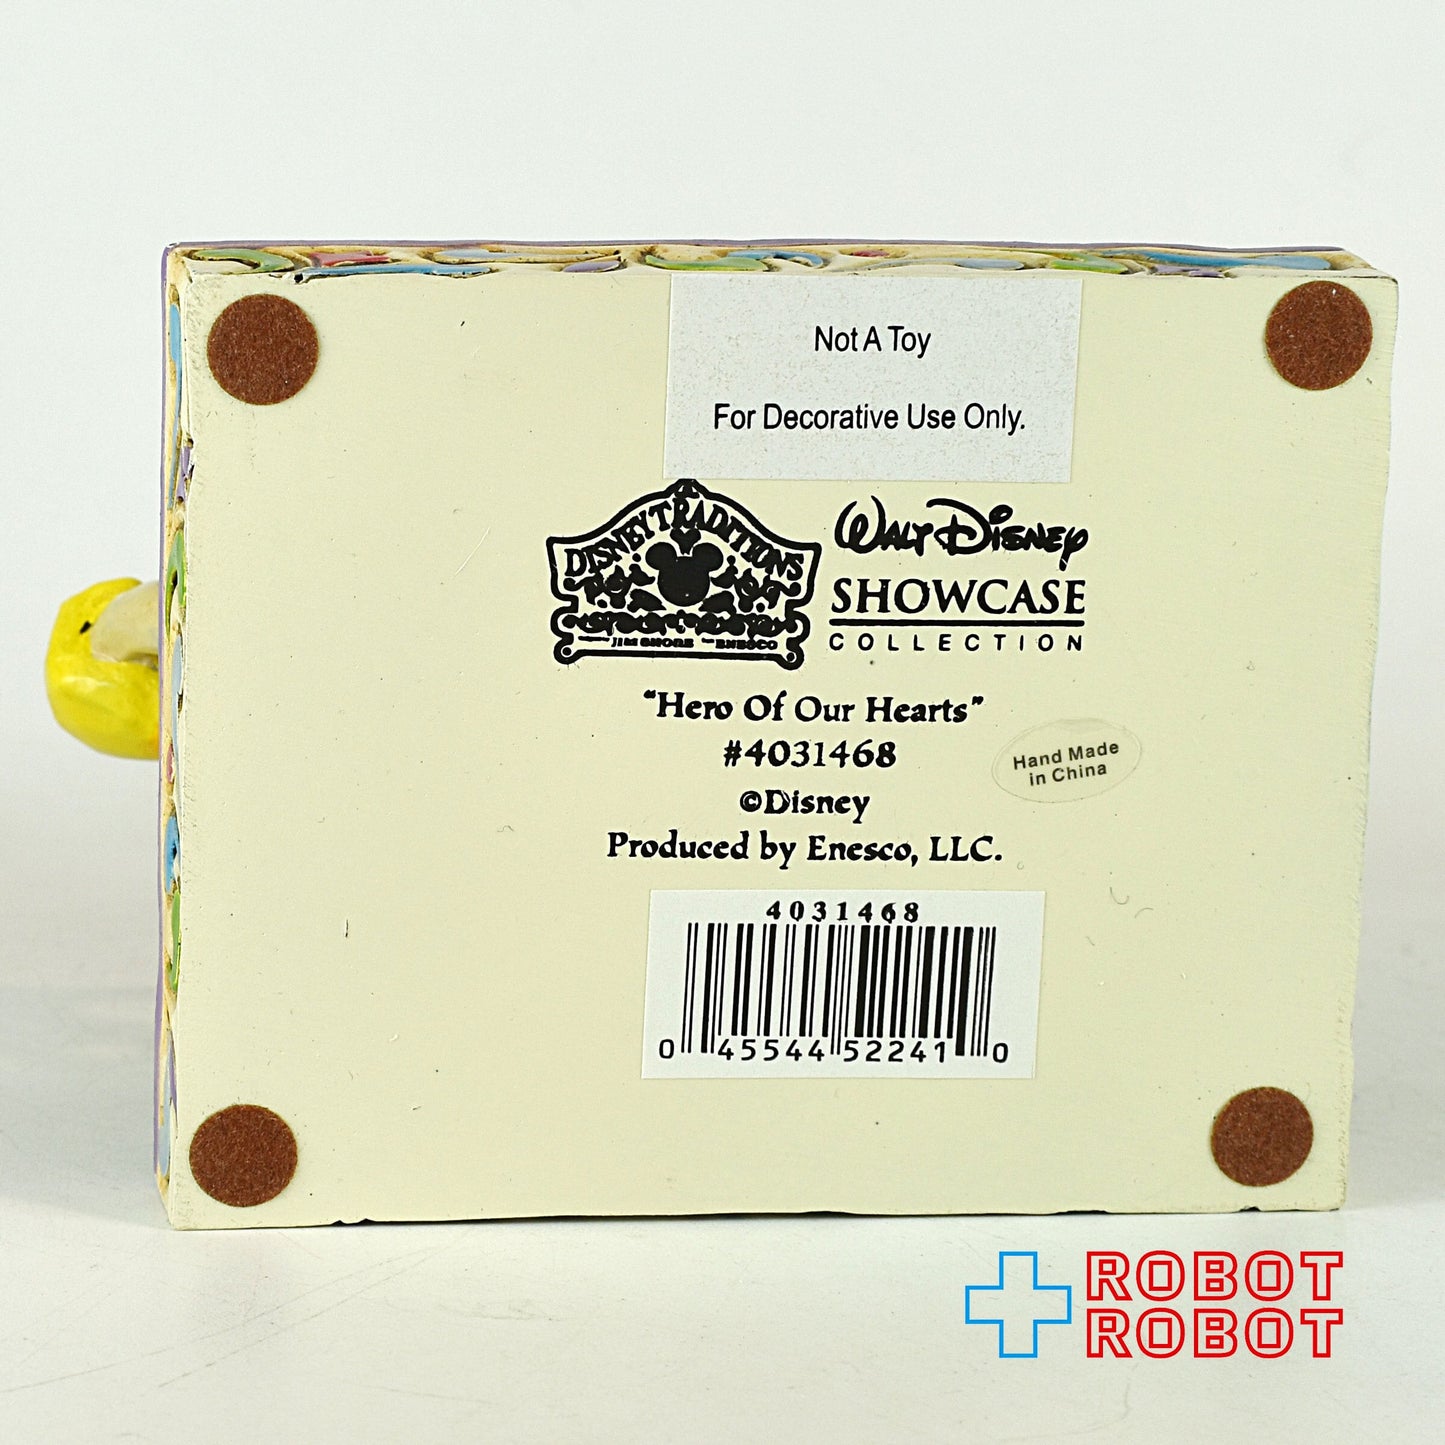 Not A Toy
For Decorative Use Only.
DISNEY TRADITIONS
JIM SHORE ENESCO
WALT DISNEY
SHOWCASE
COLLECTION
"Hero Of Our Hearts"
#4031468
©Disney
Produced by Enesco, LLC.
Hand Made
in China
4031468
0 45544 52241 0
ROBOT
ROBOT